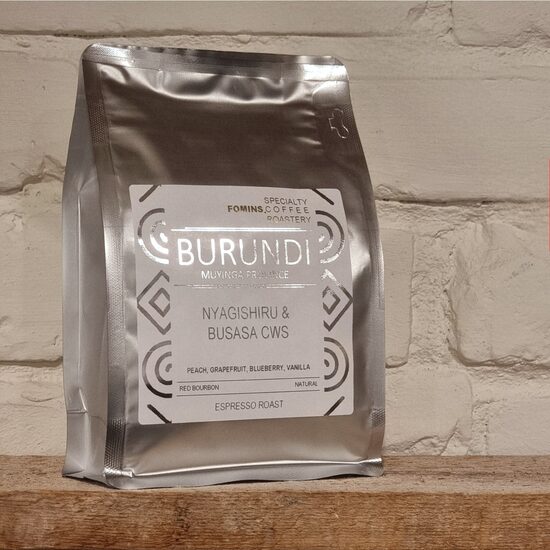 SPECIALTY
FOMINS, COFFEE
ROASTERY
BURUNDI
MUYINGA PROVINCE
NYAGISHIRU &
BUSASA CWS
PEACH, GRAPEFRUIT, BLUEBERRY, VANILLA
RED BOURBON NATURAL
ESPRESSO ROAST